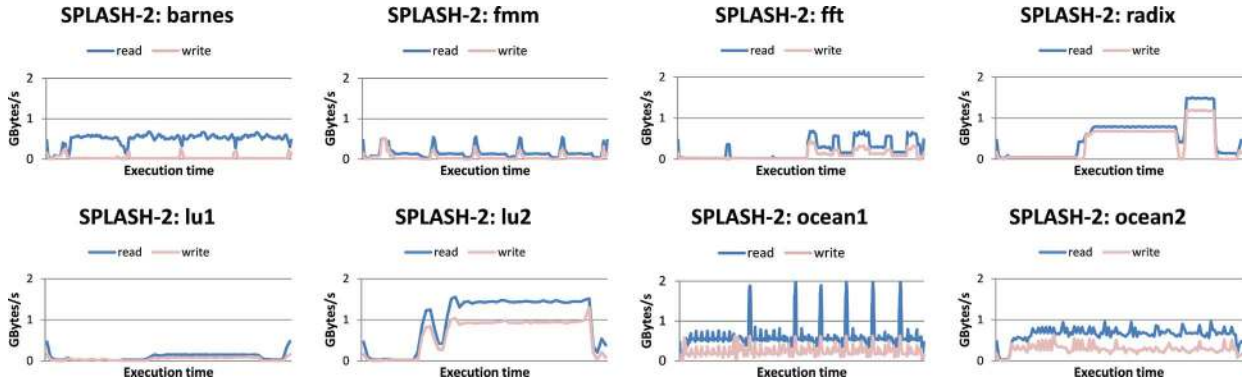 SPLASH-2: barnes
read write
GBytes/s
2
1
0
Execution time
SPLASH-2: fmm
read write
GBytes/s
2
1
0
Execution time
SPLASH-2: fft
read write
GBytes/s
2
1
0
Execution time
SPLASH-2: radix
read write
GBytes/s
2
1
0
Execution time
SPLASH-2: lu1
read write
GBytes/s
2
1
0
Execution time
SPLASH-2: lu2
read write
GBytes/s
2
1
0
Execution time
SPLASH-2: ocean1
read write
GBytes/s
2
1
0
Execution time
SPLASH-2: ocean2
read write
GBytes/s
2
1
0
Execution time